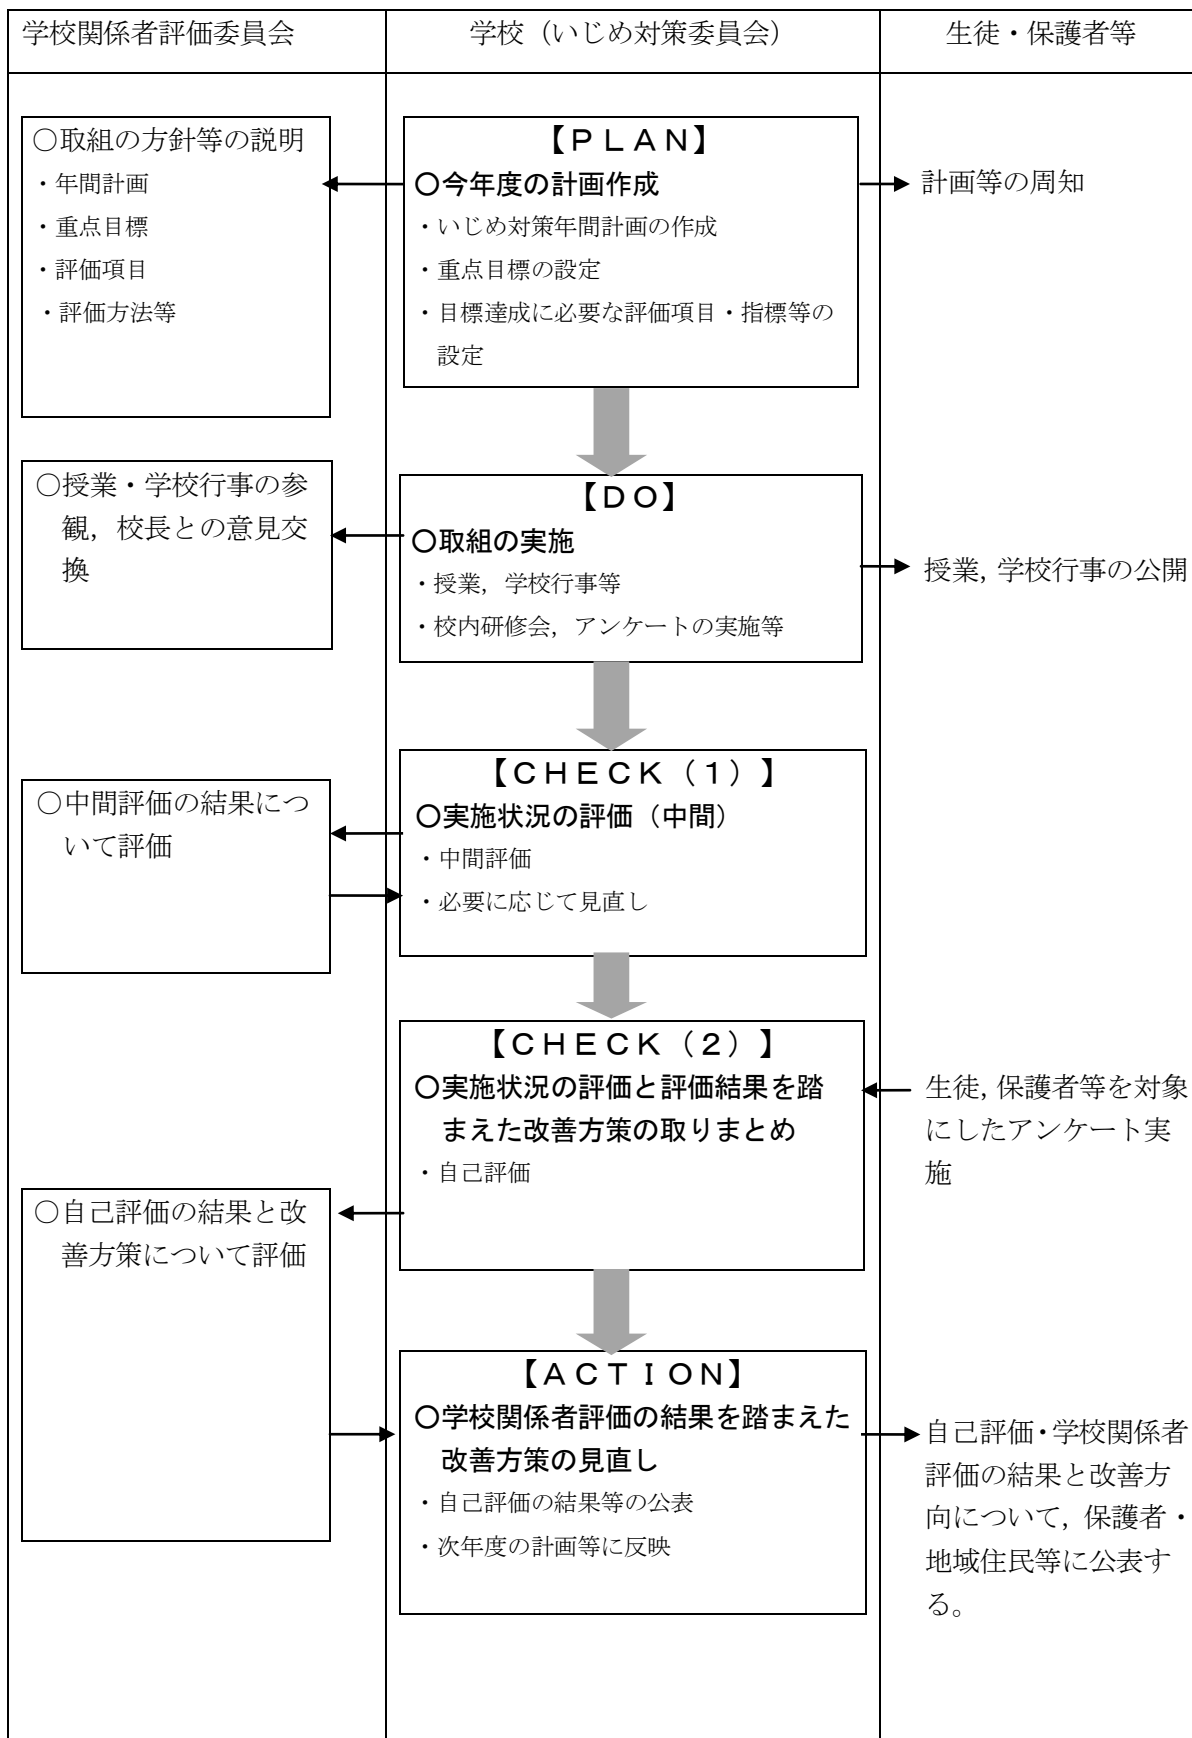 学校関係者評価委員会
学校（いじめ対策委員会）
生徒・保護者等
○取組の方針等の説明
・年間計画
・重点目標
・評価項目
・評価方法等
【ＰＬＡＮ】
○今年度の計画作成
・いじめ対策年間計画の作成
・重点目標の設定
・目標達成に必要な評価項目・指標等の
設定
計画等の周知
○授業・学校行事の参
観，校長との意見交
換
【ＤＯ】
○取組の実施
・授業，学校行事等
・校内研修会，アンケートの実施等
授業，学校行事の公開
○中間評価の結果につ
いて評価
【ＣＨＥＣＫ（１）】
○実施状況の評価（中間）
・中間評価
・必要に応じて見直し
【ＣＨＥＣＫ（２）】
○実施状況の評価と評価結果を踏
まえた改善方策の取りまとめ
・自己評価
生徒，保護者等を対象
にしたアンケート実
施
○自己評価の結果と改
善方策について評価
【ＡＣＴＩＯＮ】
○学校関係者評価の結果を踏まえた
改善方策の見直し
・自己評価の結果等の公表
・次年度の計画等に反映
自己評価・学校関係者
評価の結果と改善方
向について，保護者・
地域住民等に公表す
る。